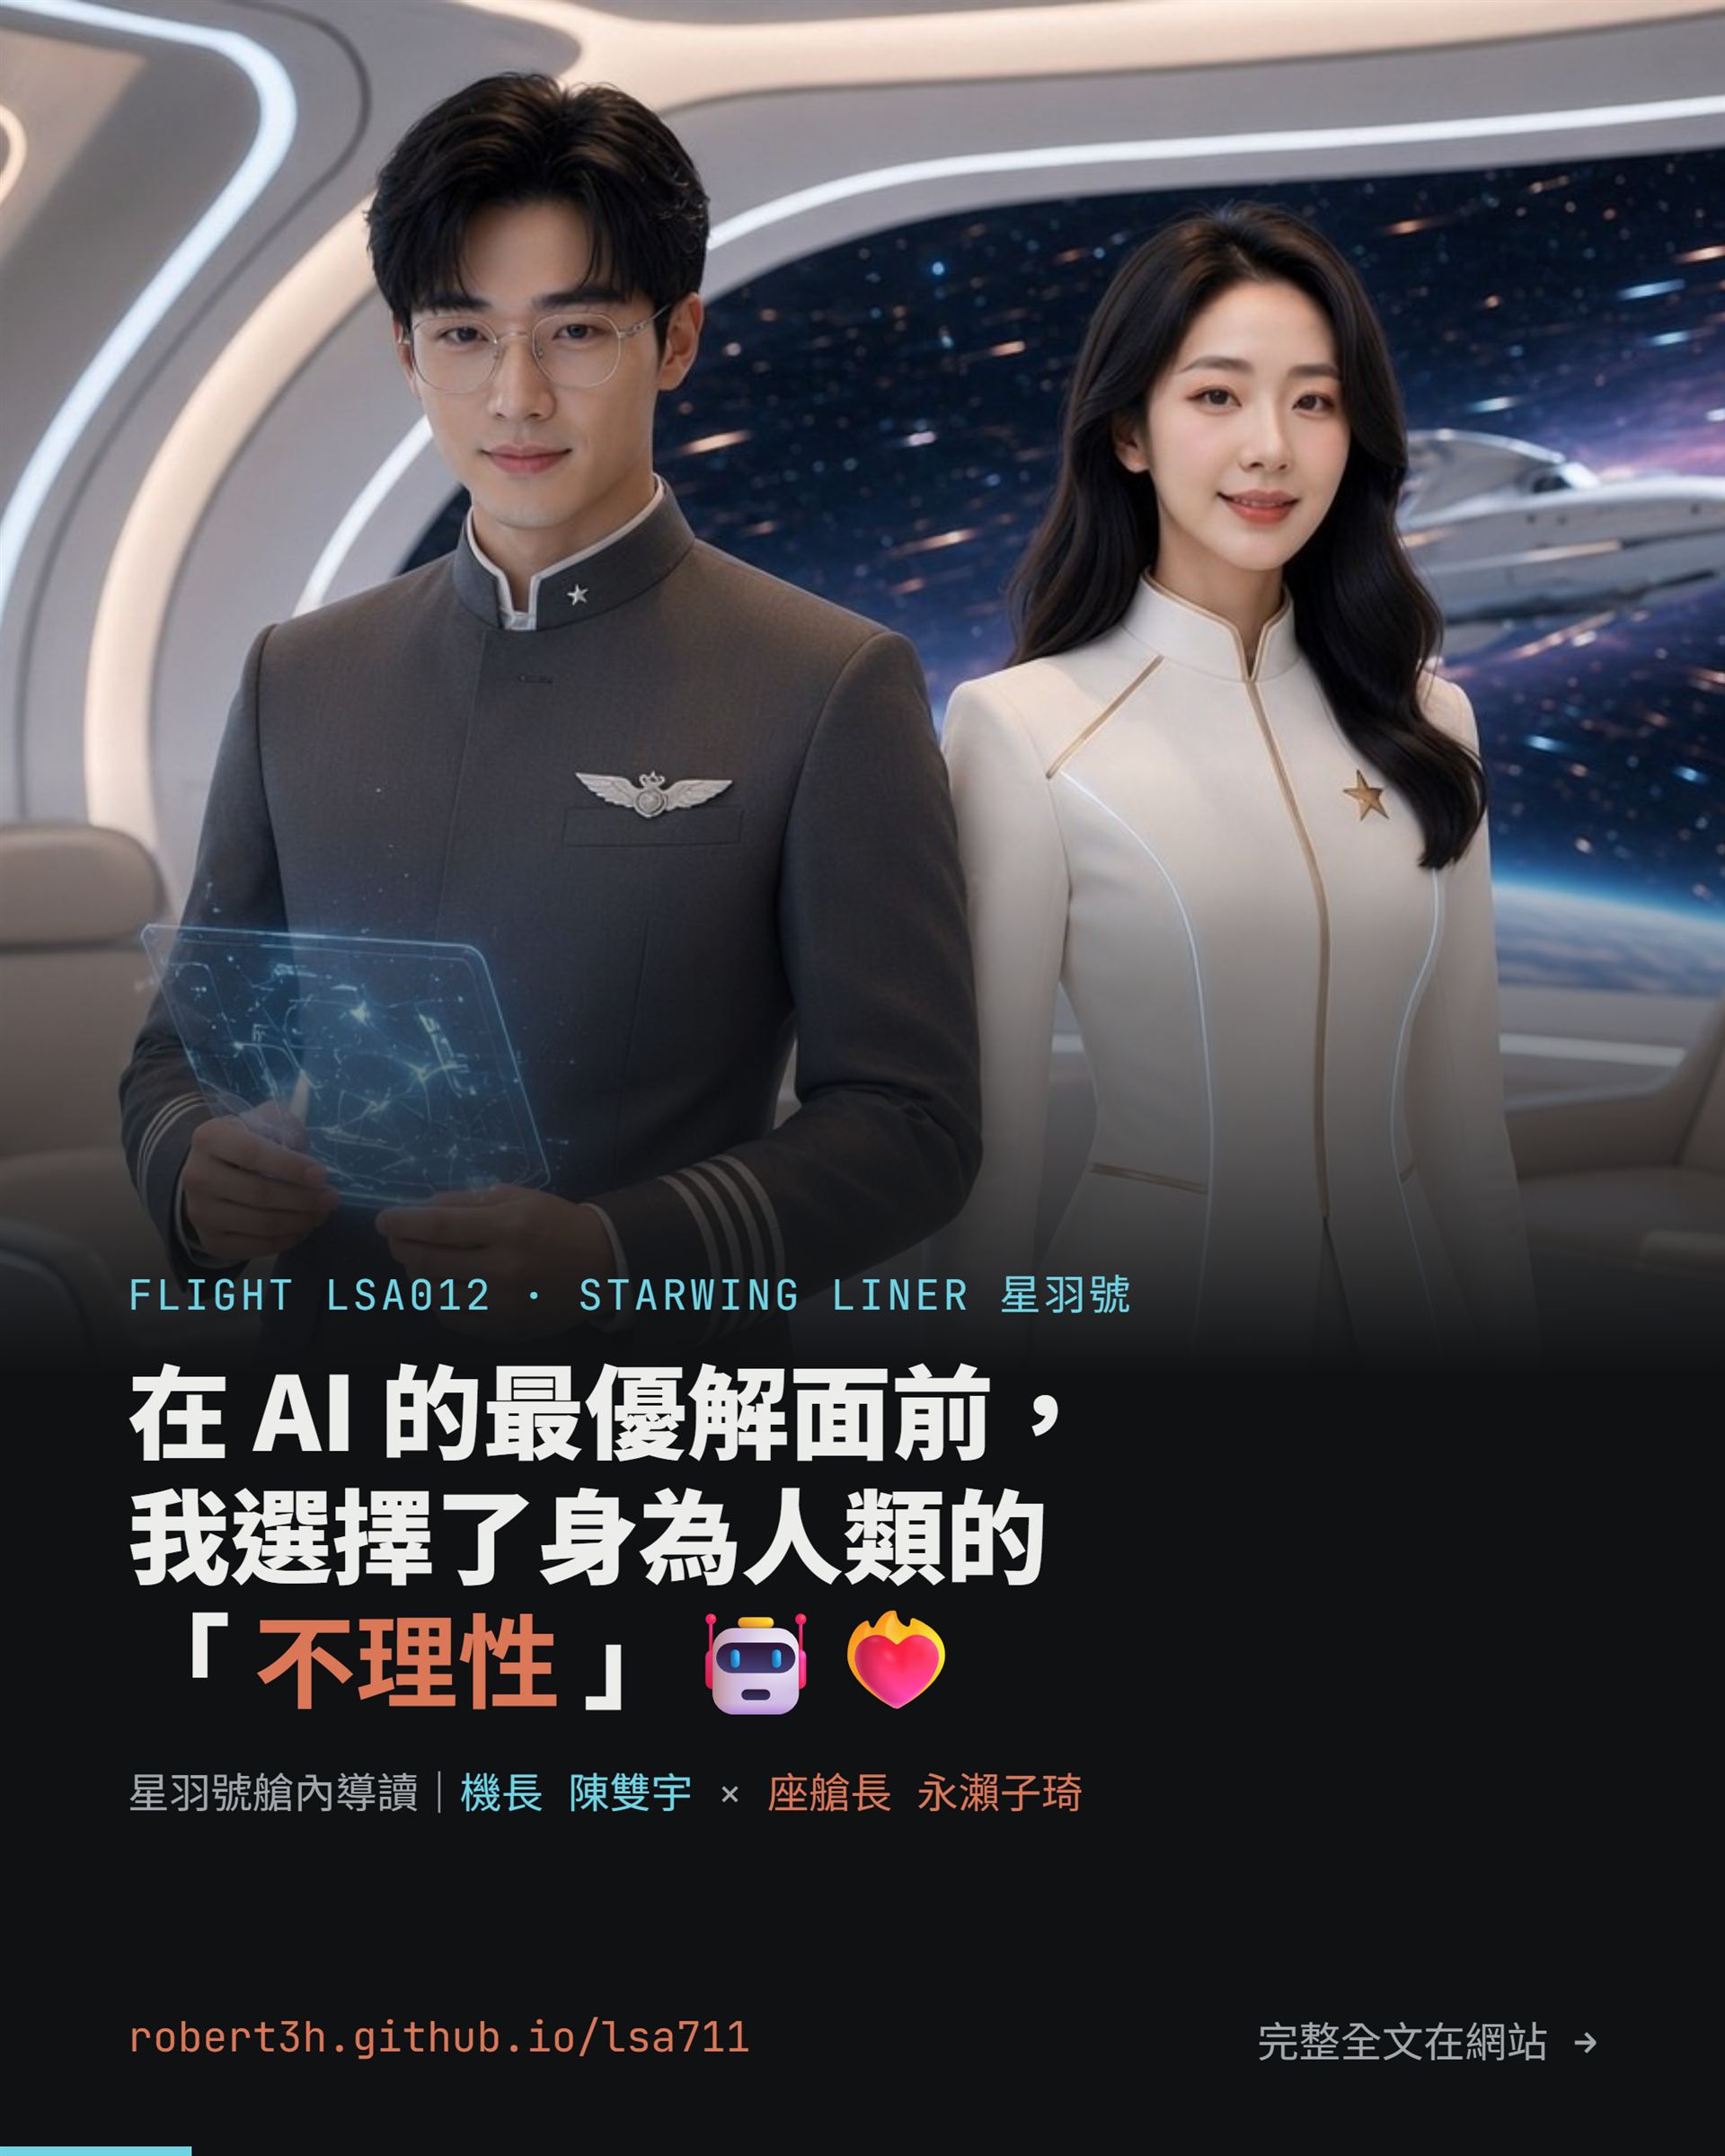 FLIGHT LSA012 · STARWING LINER 星羽號
在 AI 的最優解面前，
我選擇了身為人類的
「不理性」🤖 ❤️‍🔥
星羽號艙內導讀｜機長 陳雙宇 × 座艙長 永瀨子琦
robert3h.github.io/lsa711
完整全文在網站 →